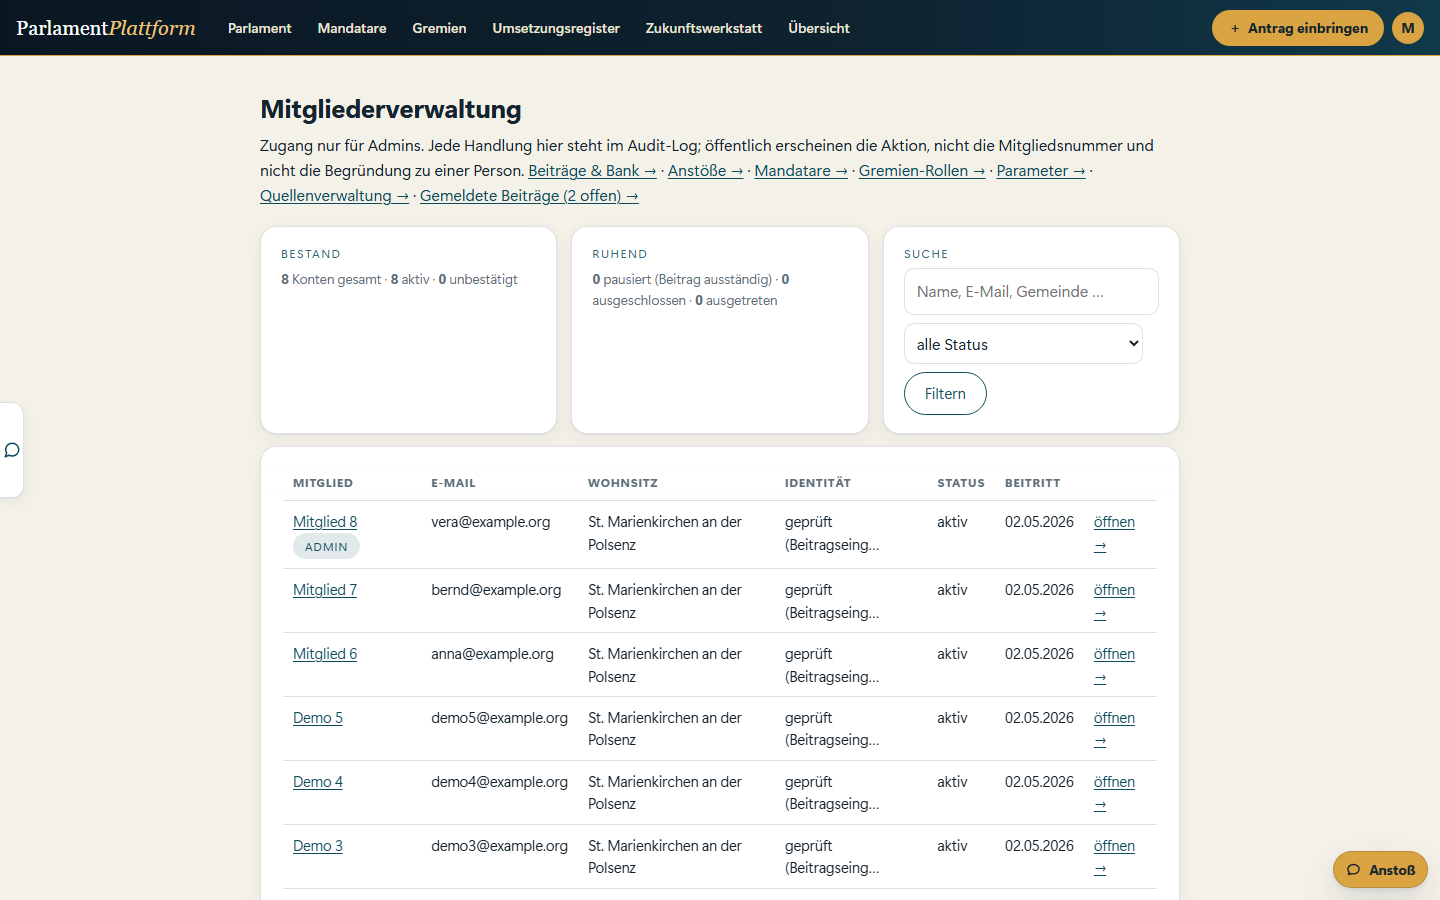 ParlamentPlattform Parlament Mandatare Gremien Umsetzungsregister Zukunftswerkstatt Übersicht + Antrag einbringen M
Mitgliederverwaltung
Zugang nur für Admins. Jede Handlung hier steht im Audit-Log; öffentlich erscheinen die Aktion, nicht die Mitgliedsnummer und
nicht die Begründung zu einer Person. Beiträge & Bank → · Anstöße → · Mandatare → · Gremien-Rollen → · Parameter → ·
Quellenverwaltung → · Gemeldete Beiträge (2 offen) →
BESTAND
8 Konten gesamt · 8 aktiv · 0 unbestätigt
RUHEND
0 pausiert (Beitrag ausständig) · 0
ausgeschlossen · 0 ausgetreten
SUCHE
Name, E-Mail, Gemeinde ...
alle Status
Filtern
MITGLIED E-MAIL WOHNSITZ IDENTITÄT STATUS BEITRITT
Mitglied 8 vera@example.org St. Marienkirchen an der geprüft aktiv 02.05.2026 öffnen
ADMIN Polsenz (Beitragseing... →
Mitglied 7 bernd@example.org St. Marienkirchen an der geprüft aktiv 02.05.2026 öffnen
Polsenz (Beitragseing... →
Mitglied 6 anna@example.org St. Marienkirchen an der geprüft aktiv 02.05.2026 öffnen
Polsenz (Beitragseing... →
Demo 5 demo5@example.org St. Marienkirchen an der geprüft aktiv 02.05.2026 öffnen
Polsenz (Beitragseing... →
Demo 4 demo4@example.org St. Marienkirchen an der geprüft aktiv 02.05.2026 öffnen
Polsenz (Beitragseing... →
Demo 3 demo3@example.org St. Marienkirchen an der geprüft aktiv 02.05.2026 öffnen
Polsenz (Beitragseing... →
Anstoß